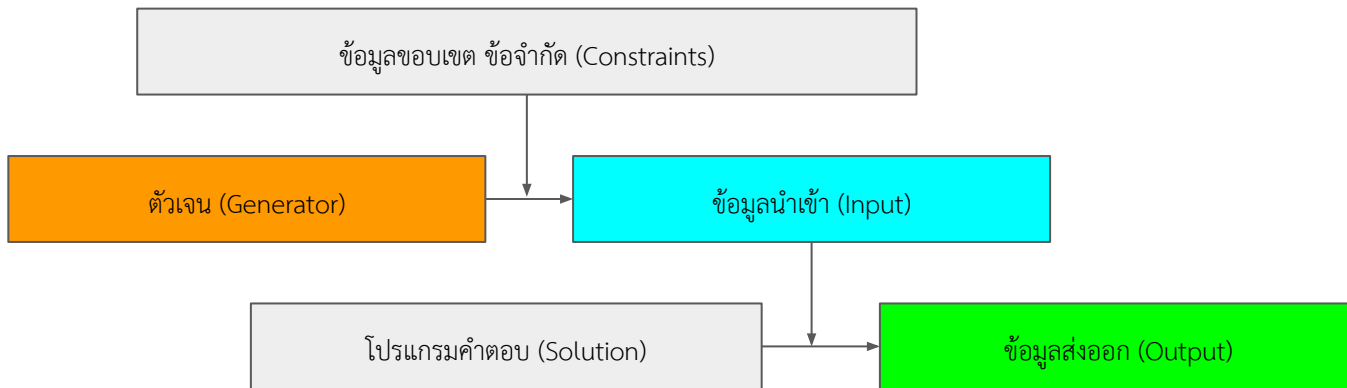 ข้อมูลขอบเขต ข้อจำกัด (Constraints)
ตัวเจน (Generator)
ข้อมูลนำเข้า (Input)
โปรแกรมคำตอบ (Solution)
ข้อมูลส่งออก (Output)